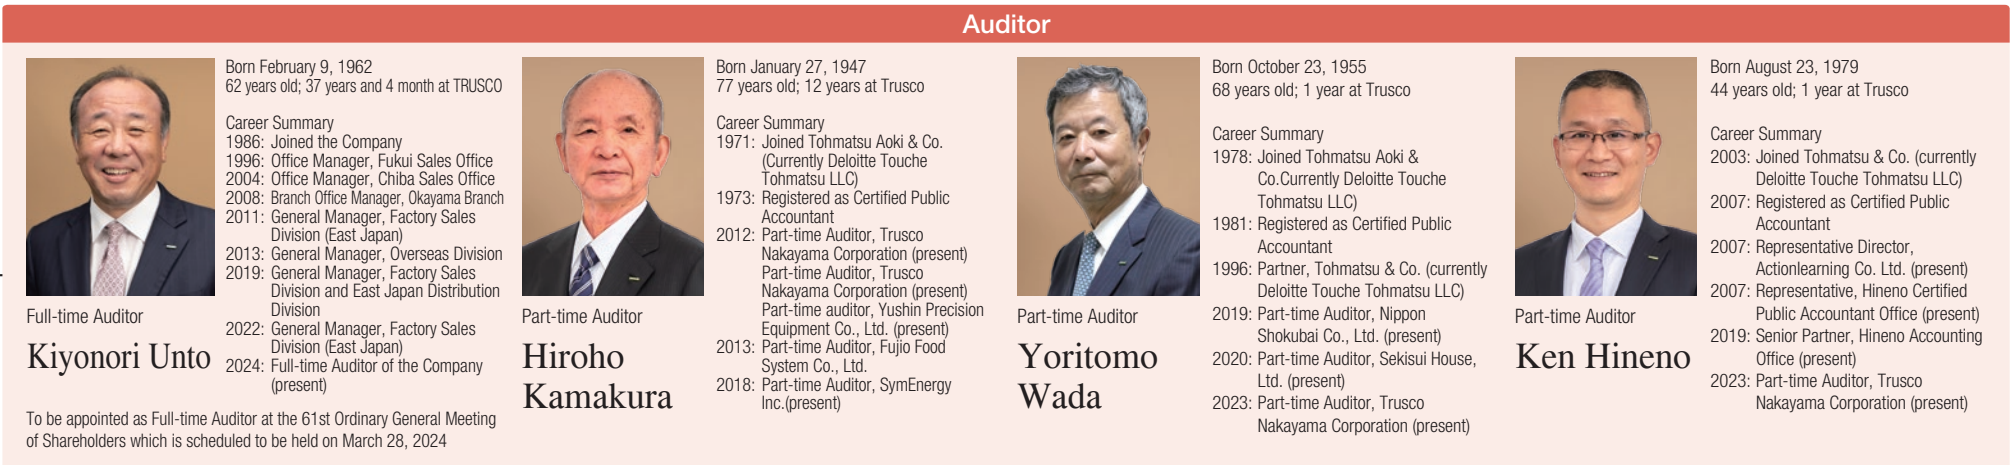 Auditor
Born February 9, 1962
62 years old; 37 years and 4 month at TRUSCO
Career Summary
1986: Joined the Company
1996: Office Manager, Fukui Sales Office
2004: Office Manager, Chiba Sales Office
2008: Branch Office Manager, Okayama Branch
2011: General Manager, Factory Sales
Division (East Japan)
2013: General Manager, Overseas Division
2019: General Manager, Factory Sales
Division and East Japan Distribution
Division
2022: General Manager, Factory Sales
Division (East Japan)
2024: Full-time Auditor of the Company
(present)
Full-time Auditor
Kiyonori Unto
To be appointed as Full-time Auditor at the 61st Ordinary General Meeting
of Shareholders which is scheduled to be held on March 28, 2024
Born January 27, 1947
77 years old; 12 years at Trusco
Career Summary
1971: Joined Tohmatsu Aoki & Co.
(Currently Deloitte Touche
Tohmatsu LLC)
1973: Registered as Certified Public
Accountant
2012: Part-time Auditor, Trusco
Nakayama Corporation (present)
Part-time Auditor, Trusco
Nakayama Corporation (present)
Part-time auditor, Yushin Precision
Equipment Co., Ltd. (present)
2013: Part-time Auditor, Fujio Food
System Co., Ltd.
2018: Part-time Auditor, SymEnergy
Inc.(present)
Part-time Auditor
Hiroho
Kamakura
Born October 23, 1955
68 years old; 1 year at Trusco
Career Summary
1978: Joined Tohmatsu Aoki &
Co.Currently Deloitte Touche
Tohmatsu LLC)
1981: Registered as Certified Public
Accountant
1996: Partner, Tohmatsu & Co. (currently
Deloitte Touche Tohmatsu LLC)
2019: Part-time Auditor, Nippon
Shokubai Co., Ltd. (present)
2020: Part-time Auditor, Sekisui House,
Ltd. (present)
2023: Part-time Auditor, Trusco
Nakayama Corporation (present)
Part-time Auditor
Yoritomo
Wada
Born August 23, 1979
44 years old; 1 year at Trusco
Career Summary
2003: Joined Tohmatsu & Co. (currently
Deloitte Touche Tohmatsu LLC)
2007: Registered as Certified Public
Accountant
2007: Representative Director,
Actionlearning Co. Ltd. (present)
2007: Representative, Hineno Certified
Public Accountant Office (present)
2019: Senior Partner, Hineno Accounting
Office (present)
2023: Part-time Auditor, Trusco
Nakayama Corporation (present)
Part-time Auditor
Ken Hineno